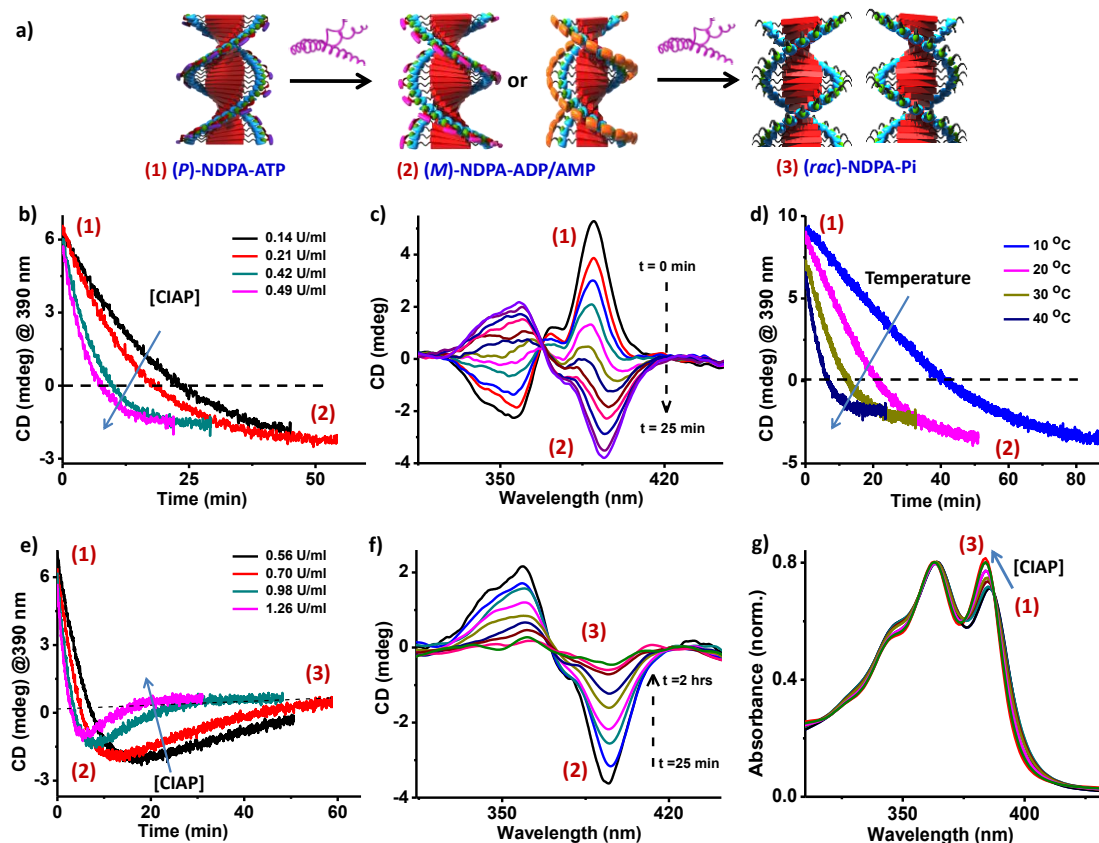 a)
or
(1) (P)-NDPA-ATP
(2) (M)-NDPA-ADP/AMP
(3) (rac)-NDPA-Pi
b)
(1)
0.14 U/ml
0.21 U/ml
0.42 U/ml
0.49 U/ml
[CIAP]
(2)
CD (mdeg) @ 390 nm
6
3
0
-3
0
25
50
Time (min)
c)
(1)
t = 0 min
t = 25 min
(2)
CD (mdeg)
4
2
0
-2
-4
350
420
Wavelength (nm)
d)
(1)
10 °C
20 °C
30 °C
40 °C
Temperature
(2)
CD (mdeg) @ 390 nm
10
5
0
-5
0
20
40
60
80
Time (min)
e)
(1)
0.56 U/ml
0.70 U/ml
0.98 U/ml
1.26 U/ml
(3)
(2)
[CIAP]
CD (mdeg) @390 nm
6
3
0
-3
0
20
40
60
Time (min)
f)
(3)
t =2 hrs
t =25 min
(2)
CD (mdeg)
2
0
-2
-4
350
420
Wavelength (nm)
g)
(3)
[CIAP]
(1)
Absorbance (norm.)
0.8
0.4
0.0
350
400
Wavelength (nm)